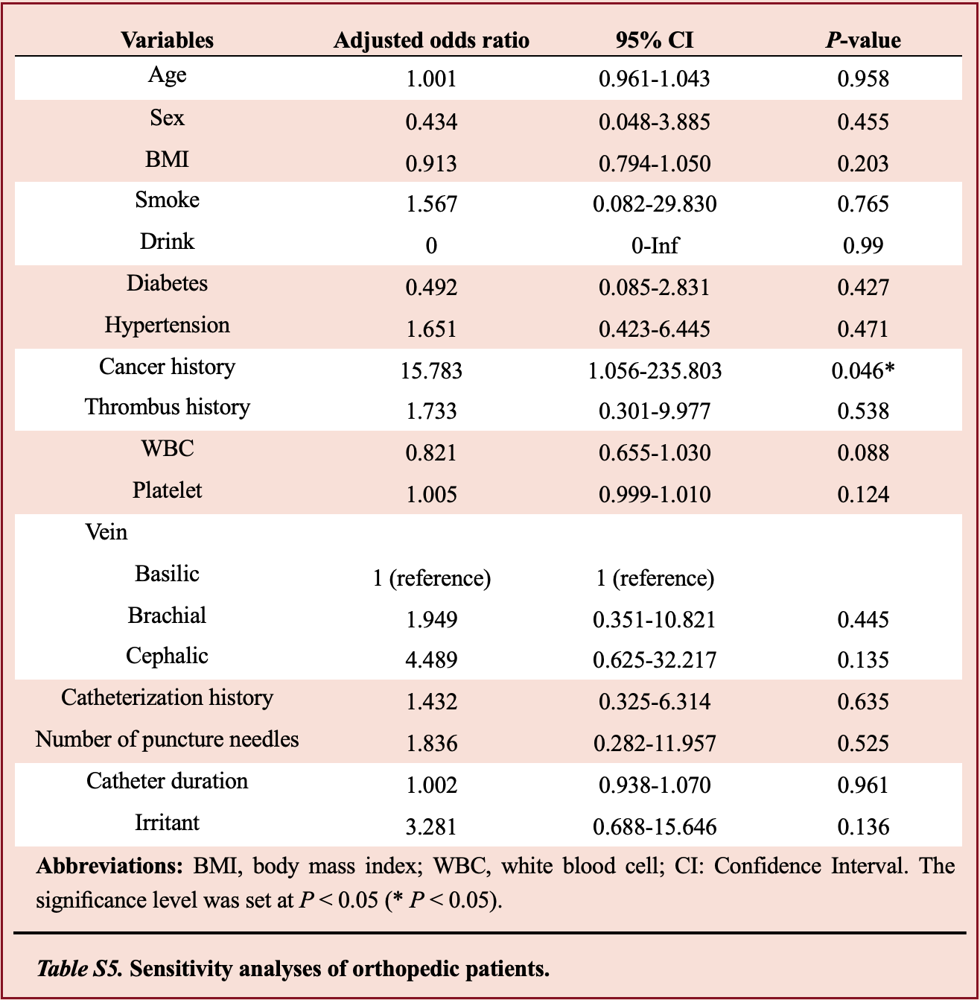 Variables Adjusted odds ratio 95% CI P-value
Age 1.001 0.961-1.043 0.958
Sex 0.434 0.048-3.885 0.455
BMI 0.913 0.794-1.050 0.203
Smoke 1.567 0.082-29.830 0.765
Drink 0 0-Inf 0.99
Diabetes 0.492 0.085-2.831 0.427
Hypertension 1.651 0.423-6.445 0.471
Cancer history 15.783 1.056-235.803 0.046*
Thrombus history 1.733 0.301-9.977 0.538
WBC 0.821 0.655-1.030 0.088
Platelet 1.005 0.999-1.010 0.124
Vein
Basilic 1 (reference) 1 (reference)
Brachial 1.949 0.351-10.821 0.445
Cephalic 4.489 0.625-32.217 0.135
Catheterization history 1.432 0.325-6.314 0.635
Number of puncture needles 1.836 0.282-11.957 0.525
Catheter duration 1.002 0.938-1.070 0.961
Irritant 3.281 0.688-15.646 0.136
Abbreviations: BMI, body mass index; WBC, white blood cell; CI: Confidence Interval. The
significance level was set at P < 0.05 (* P < 0.05).
Table S5. Sensitivity analyses of orthopedic patients.